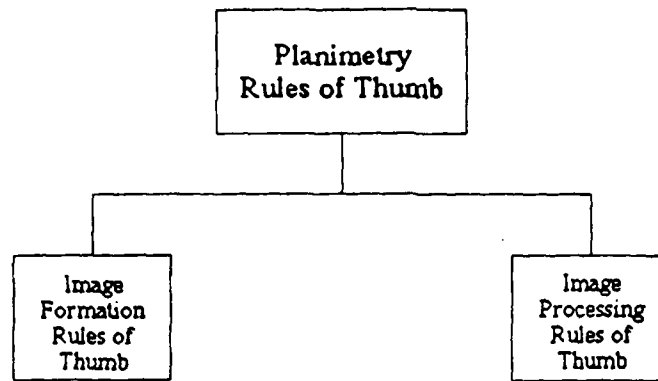 Planimetry
Rules of Thumb
Image
Formation
Rules of
Thumb
Image
Processing
Rules of
Thumb